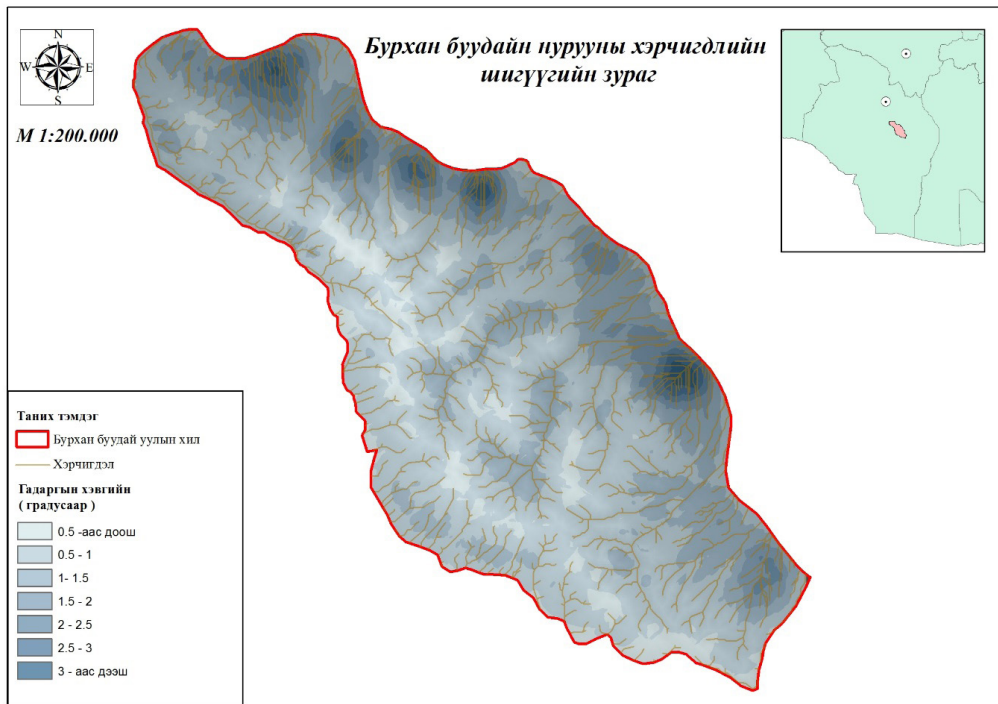 Бурхан буудайн нурууны хэрчигдлийн
шигүүгийн зураг
N
W E
S
М 1:200.000
Таних тэмдэг
Бурхан буудай уулын хил
Хэрчигдэл
Гадаргын хэвгийн
( градусаар )
0.5 -аас доош
0.5 - 1
1- 1.5
1.5 - 2
2 - 2.5
2.5 - 3
3 - аас дээш